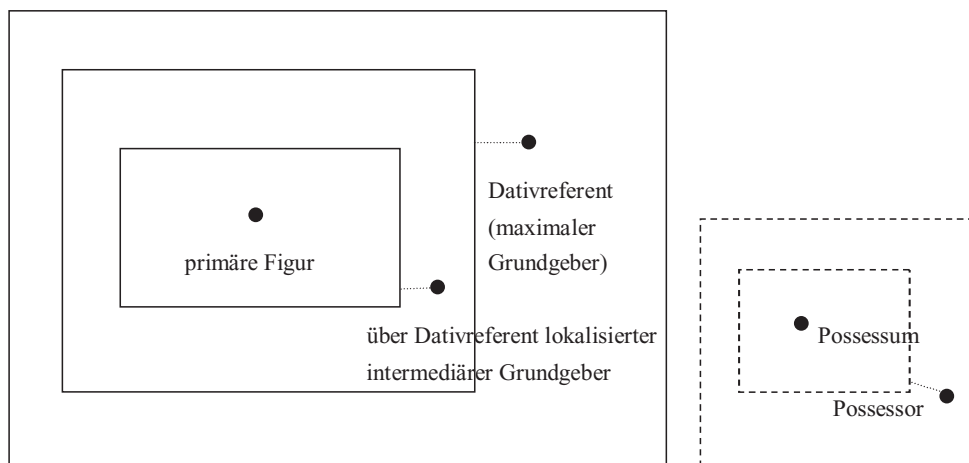 Dativreferent
(maximaler
Grundgeber)
primäre Figur
über Dativreferent lokalisierter
intermediärer Grundgeber
Possessum
Possessor